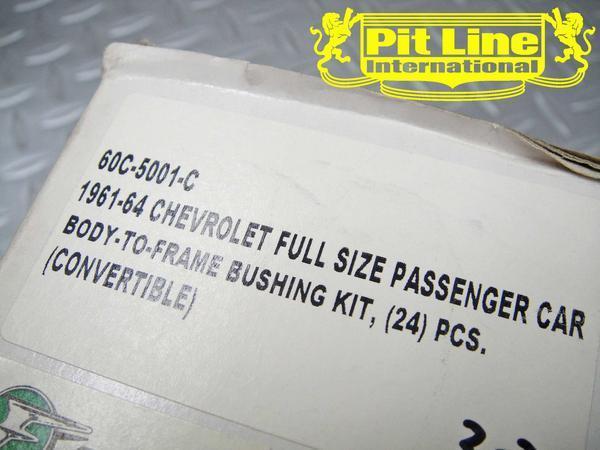 Pit Line
International
60C-5001-C
1961-64 CHEVROLET FULL SIZE PASSENGER CAR
BODY-TO-FRAME BUSHING KIT, (24) PCS.
(CONVERTIBLE)